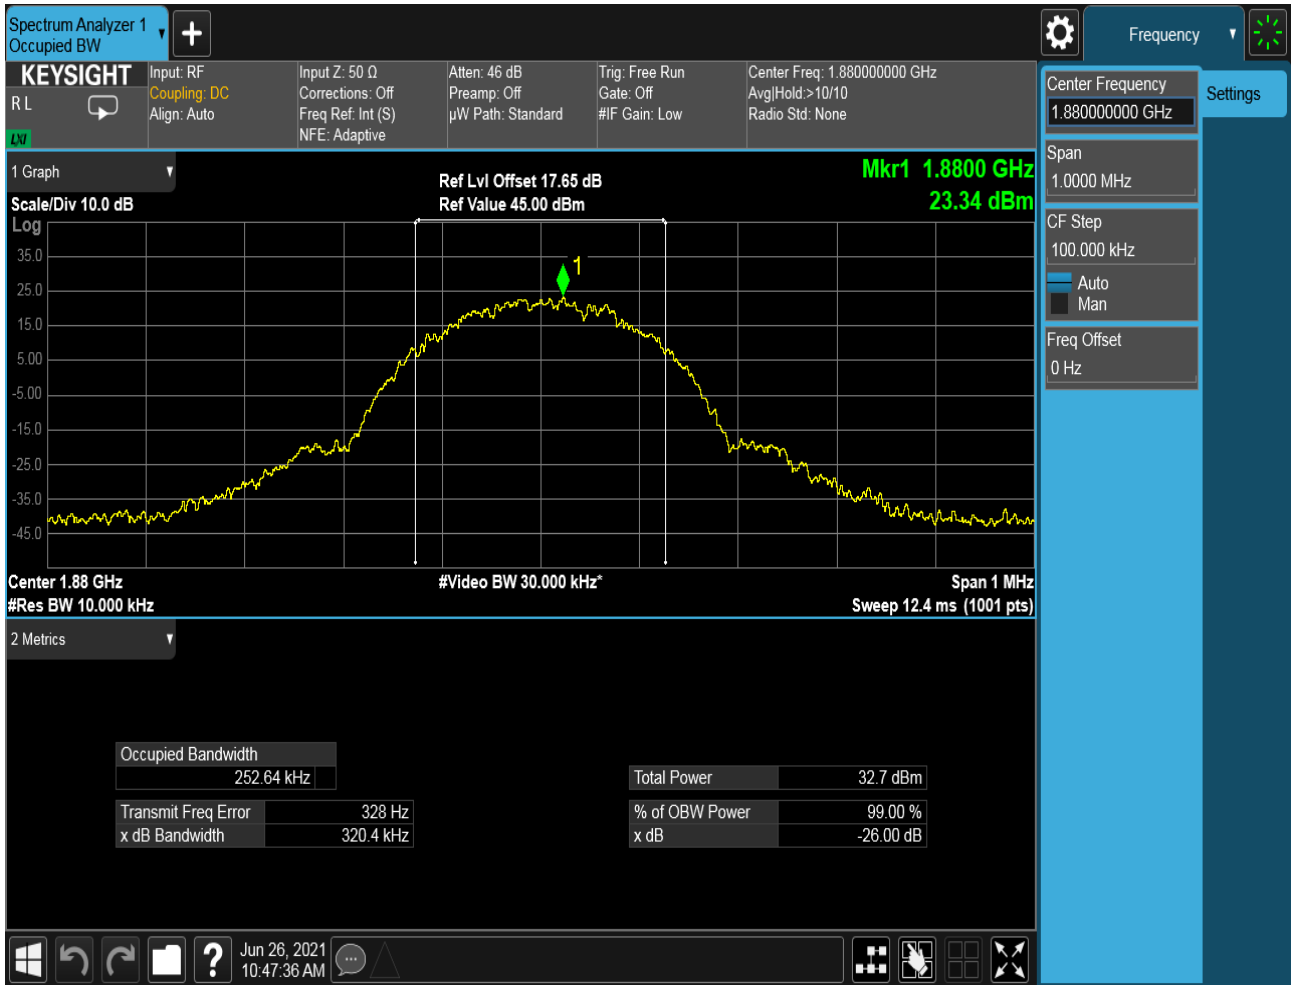 Spectrum Analyzer 1
Occupied BW
Frequency
KEYSIGHT
R L
LXI
Input: RF
Coupling: DC
Align: Auto
Input Z: 50 Ω
Corrections: Off
Freq Ref: Int (S)
NFE: Adaptive
Atten: 46 dB
Preamp: Off
µW Path: Standard
Trig: Free Run
Gate: Off
#IF Gain: Low
Center Freq: 1.880000000 GHz
Avg|Hold:>10/10
Radio Std: None
Center Frequency
1.880000000 GHz
Settings
Span
1.0000 MHz
CF Step
100.000 kHz
Auto
Man
Freq Offset
0 Hz
1 Graph
Scale/Div 10.0 dB
Log
Ref Lvl Offset 17.65 dB
Ref Value 45.00 dBm
Mkr1 1.8800 GHz
23.34 dBm
1
35.0
25.0
15.0
5.00
-5.00
-15.0
-25.0
-35.0
-45.0
Center 1.88 GHz
#Video BW 30.000 kHz*
Span 1 MHz
#Res BW 10.000 kHz
Sweep 12.4 ms (1001 pts)
2 Metrics
Occupied Bandwidth
252.64 kHz
Total Power 32.7 dBm
Transmit Freq Error 328 Hz
% of OBW Power 99.00 %
x dB Bandwidth 320.4 kHz
x dB -26.00 dB
?
Jun 26, 2021
10:47:36 AM